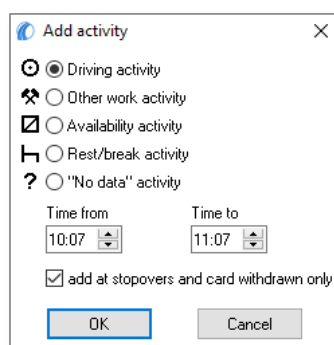 Add activity
Driving activity
Other work activity
Availability activity
Rest/break activity
? "No data" activity
Time from Time to
10:07 11:07
add at stopovers and card withdrawn only
OK Cancel